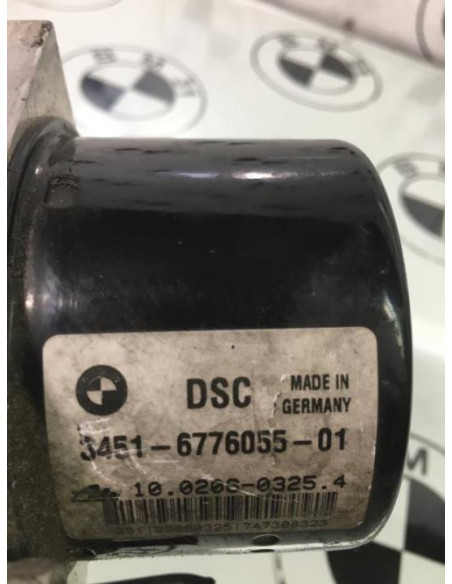 DSC MADE IN
GERMANY
3451-6776055-01
10.0206-0325.4